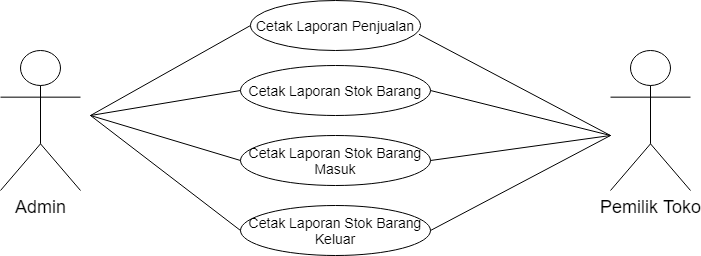 Cetak Laporan Penjualan
Cetak Laporan Stok Barang
Cetak Laporan Stok Barang
Masuk
Admin
Pemilik Toko
Cetak Laporan Stok Barang
Keluar